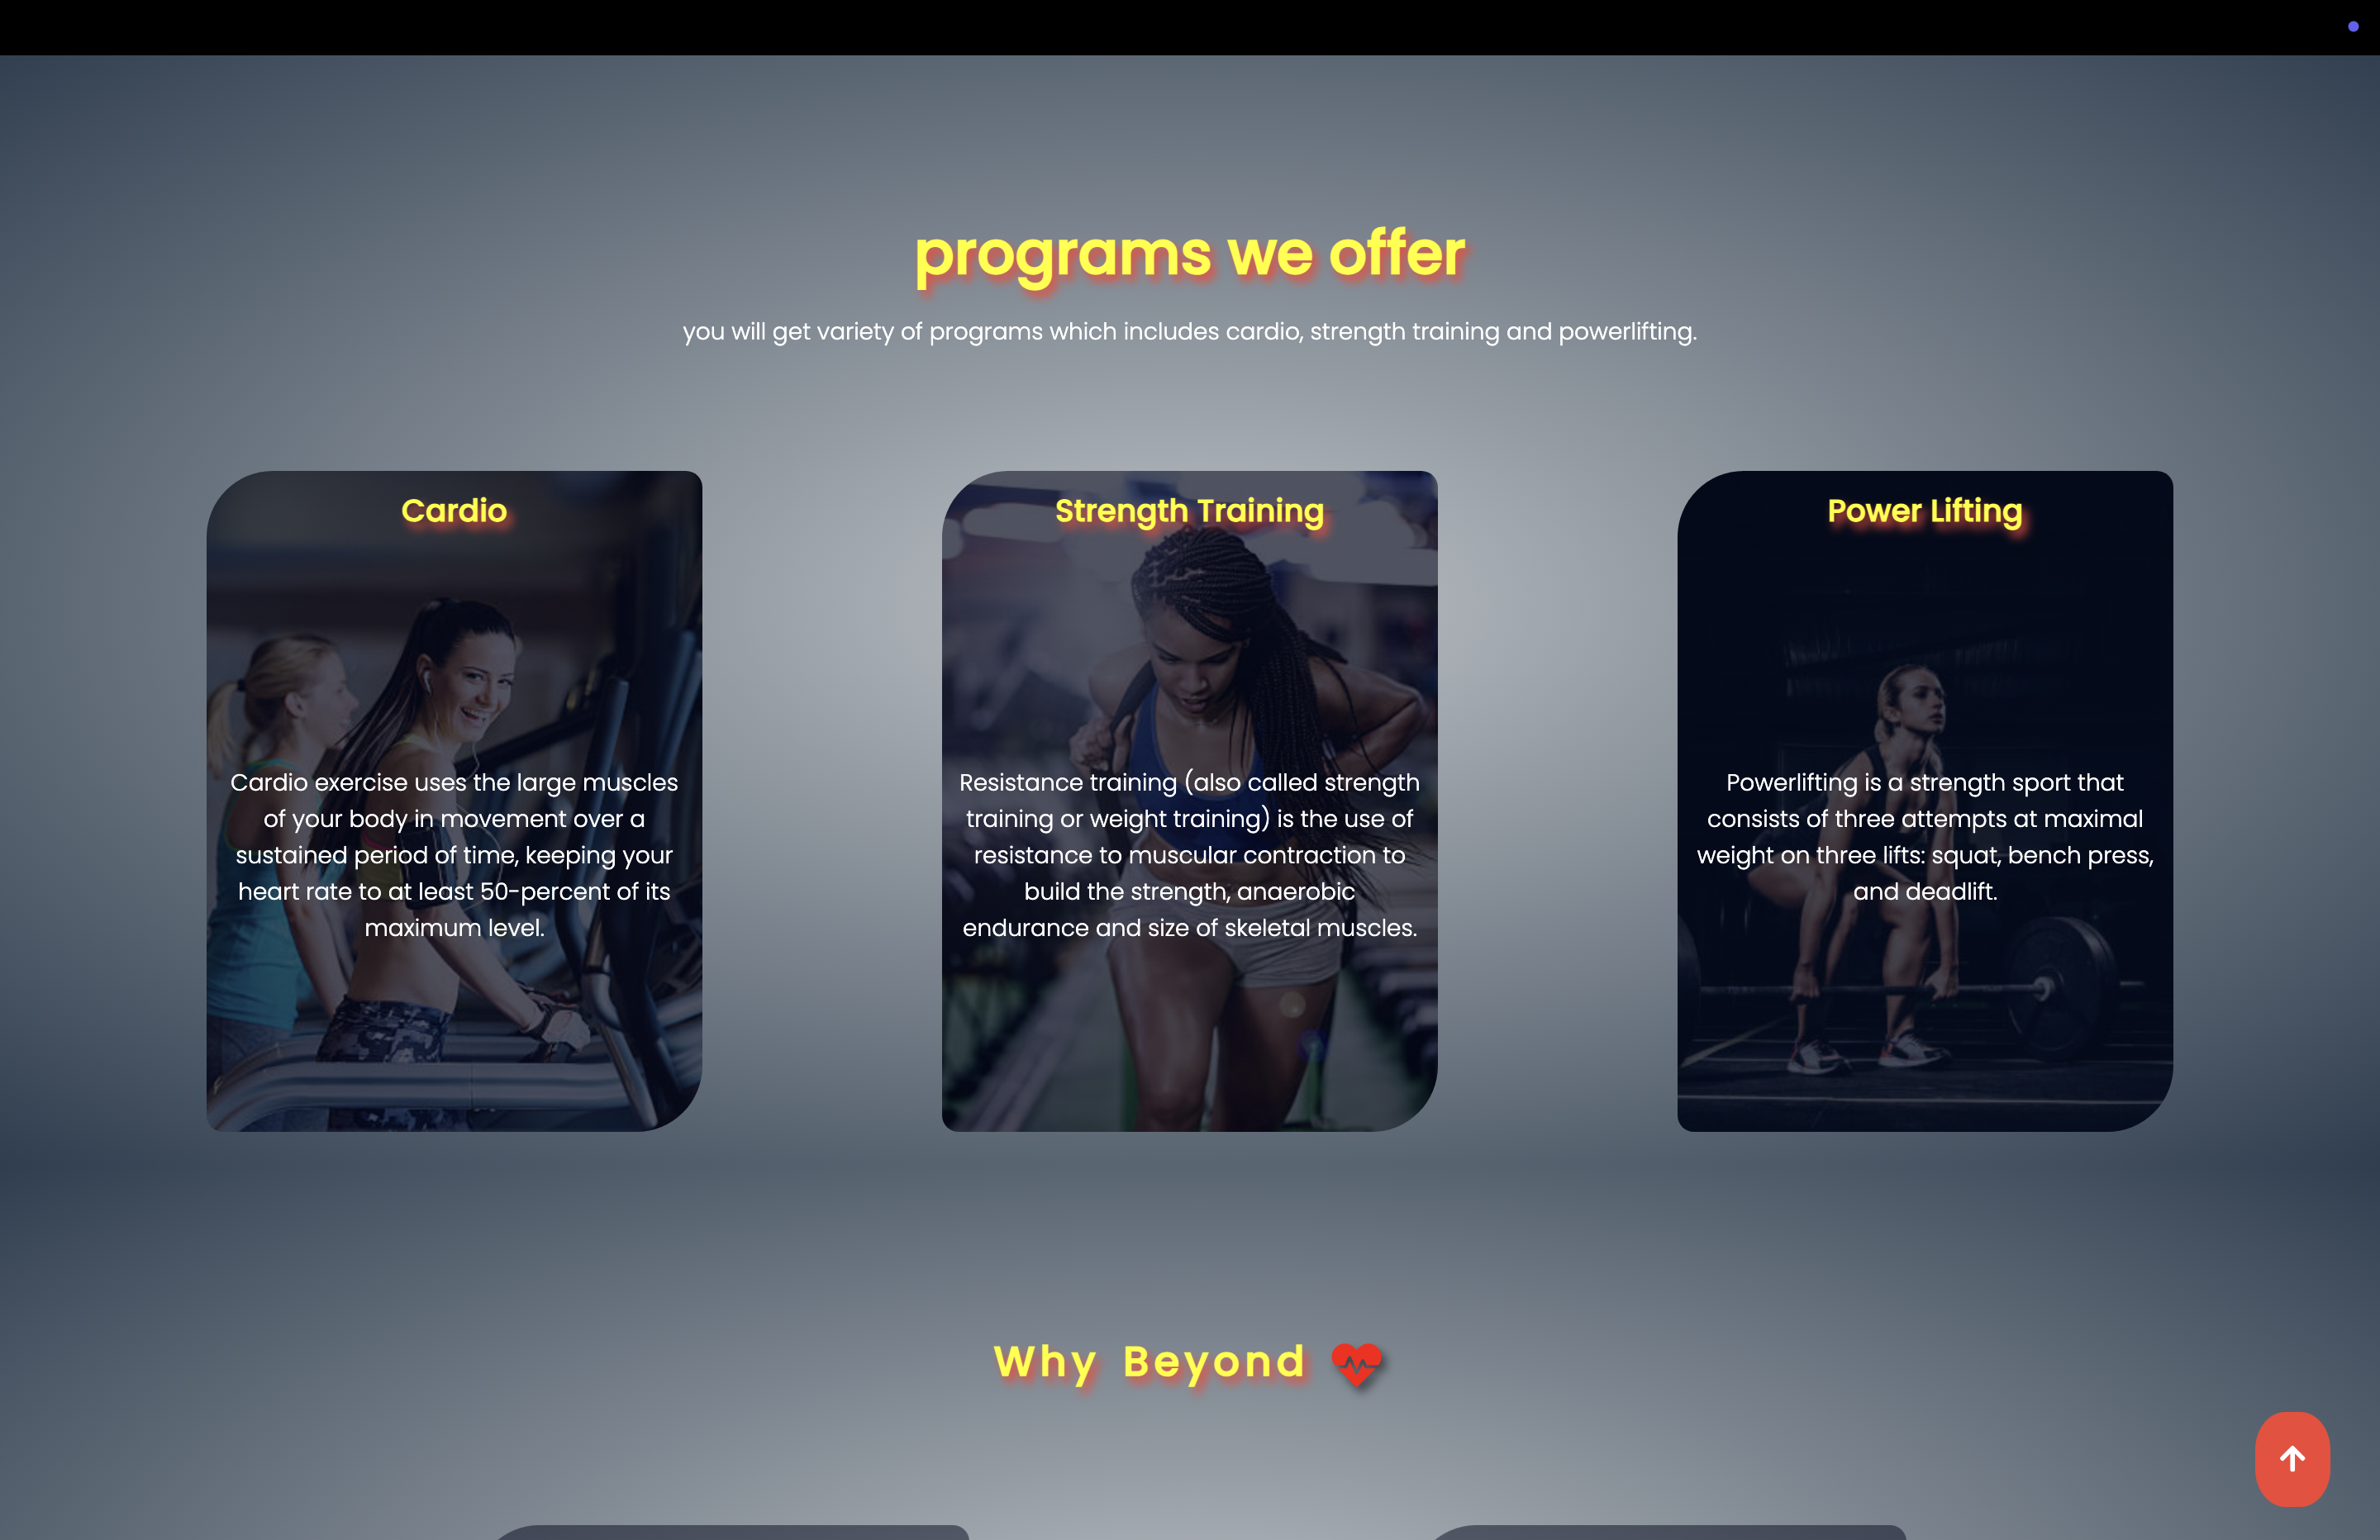 programs we offer
you will get variety of programs which includes cardio, strength training and powerlifting.
Cardio
Cardio exercise uses the large muscles
of your body in movement over a
sustained period of time, keeping your
heart rate to at least 50-percent of its
maximum level.
Strength Training
Resistance training (also called strength
training or weight training) is the use of
resistance to muscular contraction to
build the strength, anaerobic
endurance and size of skeletal muscles.
Power Lifting
Powerlifting is a strength sport that
consists of three attempts at maximal
weight on three lifts: squat, bench press,
and deadlift.
Why Beyond